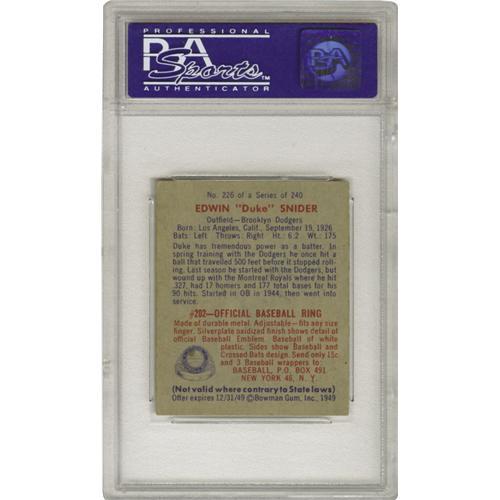 PROFESSIONAL
PSA
Sports™
AUTHENTICATOR
PSA
No. 226 of a Series of 240
EDWIN "Duke" SNIDER
Outfield—Brooklyn Dodgers
Born: Los Angeles, Calif., September 19, 1926
Bats: Left Throws: Right Ht.: 6.2 Wt.: 175
Duke has tremendous power as a batter. In
spring training with the Dodgers he once hit a
ball that travelled 500 feet before it stopped roll-
ing. Last season he started with the Dodgers, but
wound up with the Montreal Royals where he hit
.327, had 17 homers and 177 total bases for his
90 hits. Started in OB in 1944, then went into
service.
#202—OFFICIAL BASEBALL RING
Made of durable metal. Adjustable—fits any size
finger. Silverplate oxidized finish shows detail of
official Baseball Emblem. Baseball of white
plastic. Sides show Baseball and
Crossed Bats design. Send only 15c
and 3 Baseball wrappers to:
BASEBALL, P.O. BOX 491
NEW YORK 46, N. Y.
(Not valid where contrary to State laws)
Offer expires 12/31/49 ©Bowman Gum, Inc., 1949